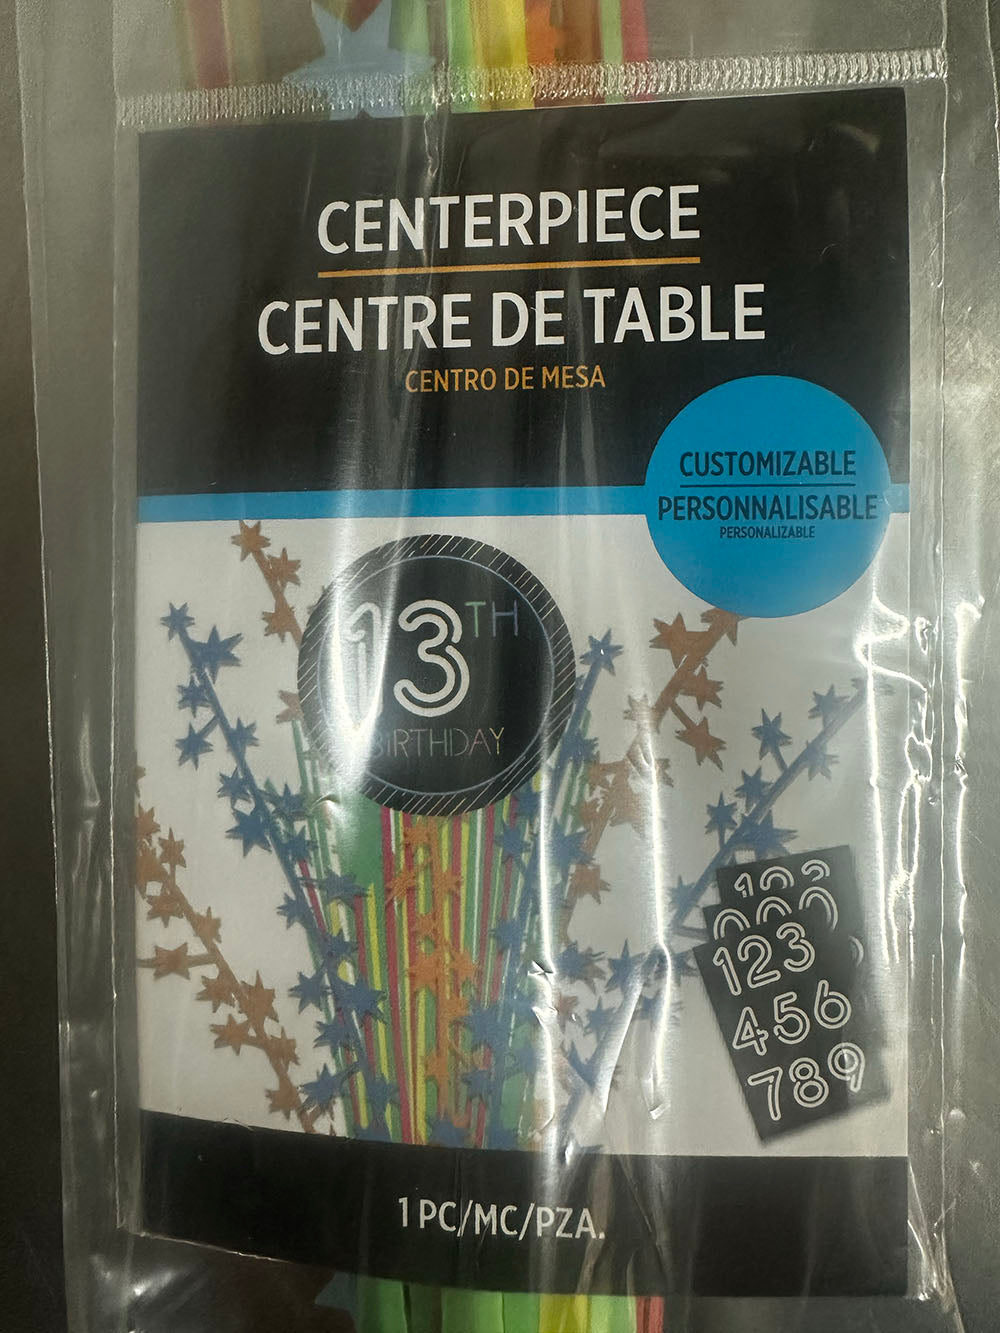 CENTERPIECE
CENTRE DE TABLE
CENTRO DE MESA
CUSTOMIZABLE
PERSONNALISABLE
PERSONALIZABLE
13TH
BIRTHDAY
123
123
456
789
1 PC/MC/PZA.